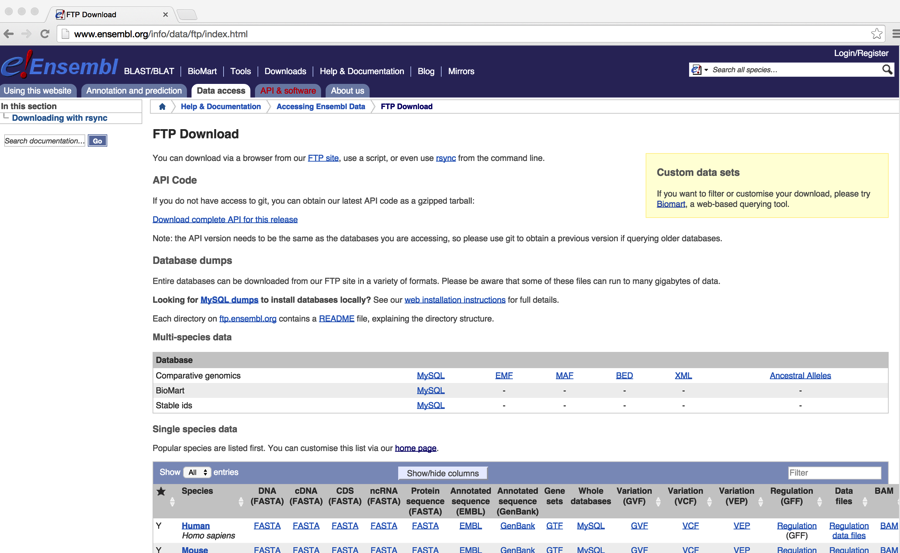 FTP Download
www.ensembl.org/info/data/ftp/index.html
Login/Register
e!Ensembl
BLAST/BLAT | BioMart | Tools | Downloads | Help & Documentation | Blog | Mirrors
Search all species...
Using this website Annotation and prediction Data access API & software About us
In this section
Downloading with rsync
Search documentation... Go
Help & Documentation Accessing Ensembl Data FTP Download
FTP Download
You can download via a browser from our FTP site, use a script, or even use rsync from the command line.
Custom data sets
If you want to filter or customise your download, please try
Biomart, a web-based querying tool.
API Code
If you do not have access to git, you can obtain our latest API code as a gzipped tarball:
Download complete API for this release
Note: the API version needs to be the same as the databases you are accessing, so please use git to obtain a previous version if querying older databases.
Database dumps
Entire databases can be downloaded from our FTP site in a variety of formats. Please be aware that some of these files can run to many gigabytes of data.
Looking for MySQL dumps to install databases locally? See our web installation instructions for full details.
Each directory on ftp.ensembl.org contains a README file, explaining the directory structure.
Multi-species data
Database
Comparative genomics MySQL EMF MAF BED XML Ancestral Alleles
BioMart MySQL - - - - -
Stable ids MySQL - - - - -
Single species data
Popular species are listed first. You can customise this list via our home page.
Show All entries Show/hide columns Filter
★ Species DNA (FASTA) cDNA (FASTA) CDS (FASTA) ncRNA (FASTA) Protein sequence (FASTA) Annotated sequence (EMBL) Annotated sequence (GenBank) Gene sets Whole databases Variation (GVF) Variation (VCF) Variation (VEP) Regulation (GFF) Data files BAM
Y Human FASTA FASTA FASTA FASTA FASTA EMBL GenBank GTF MySQL GVF VCF VEP Regulation Regulation BAM
Homo sapiens (GFF) data files
Y Mouse FASTA FASTA FASTA FASTA FASTA EMBL GenBank GTF MySQL GVF VCF VEP Regulation Regulation BAM